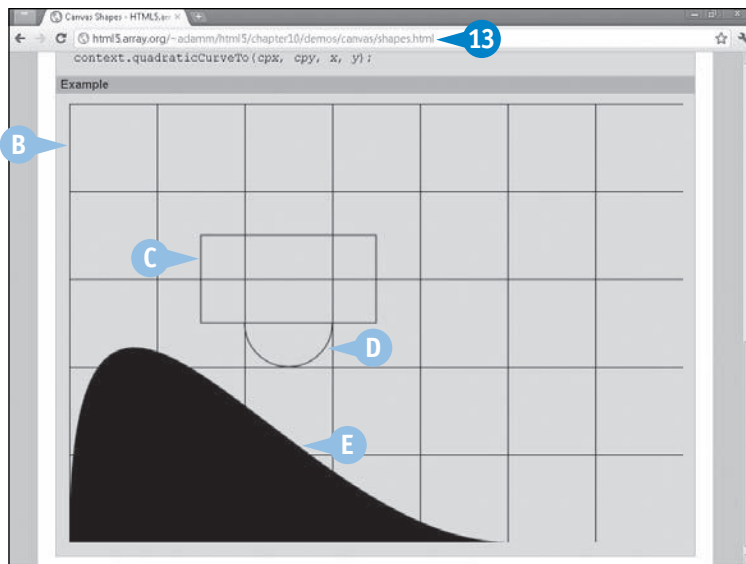 Canvas Shapes - HTML5.arr
html5.array.org/~adamm/html5/chapter10/demos/canvas/shapes.html
13
context.quadraticCurveTo(cpx, cpy, x, y);
Example
B
C
D
E